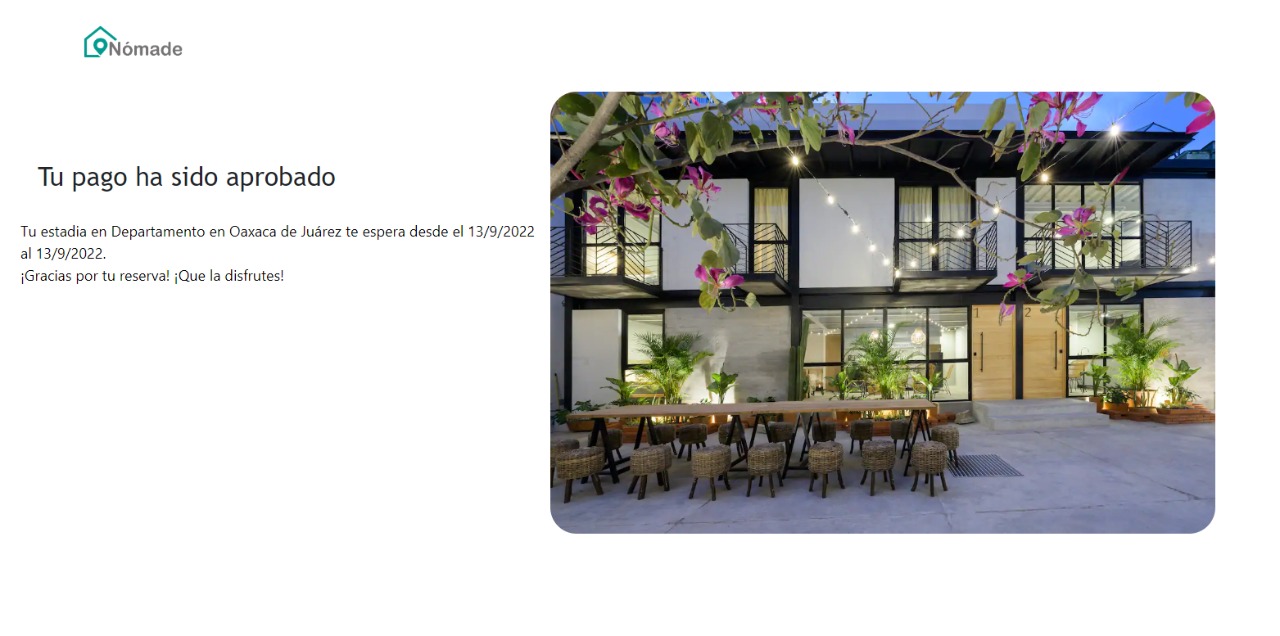 Nómade
Tu pago ha sido aprobado
Tu estadia en Departamento en Oaxaca de Juárez te espera desde el 13/9/2022
al 13/9/2022.
¡Gracias por tu reserva! ¡Que la disfrutes!
1
2